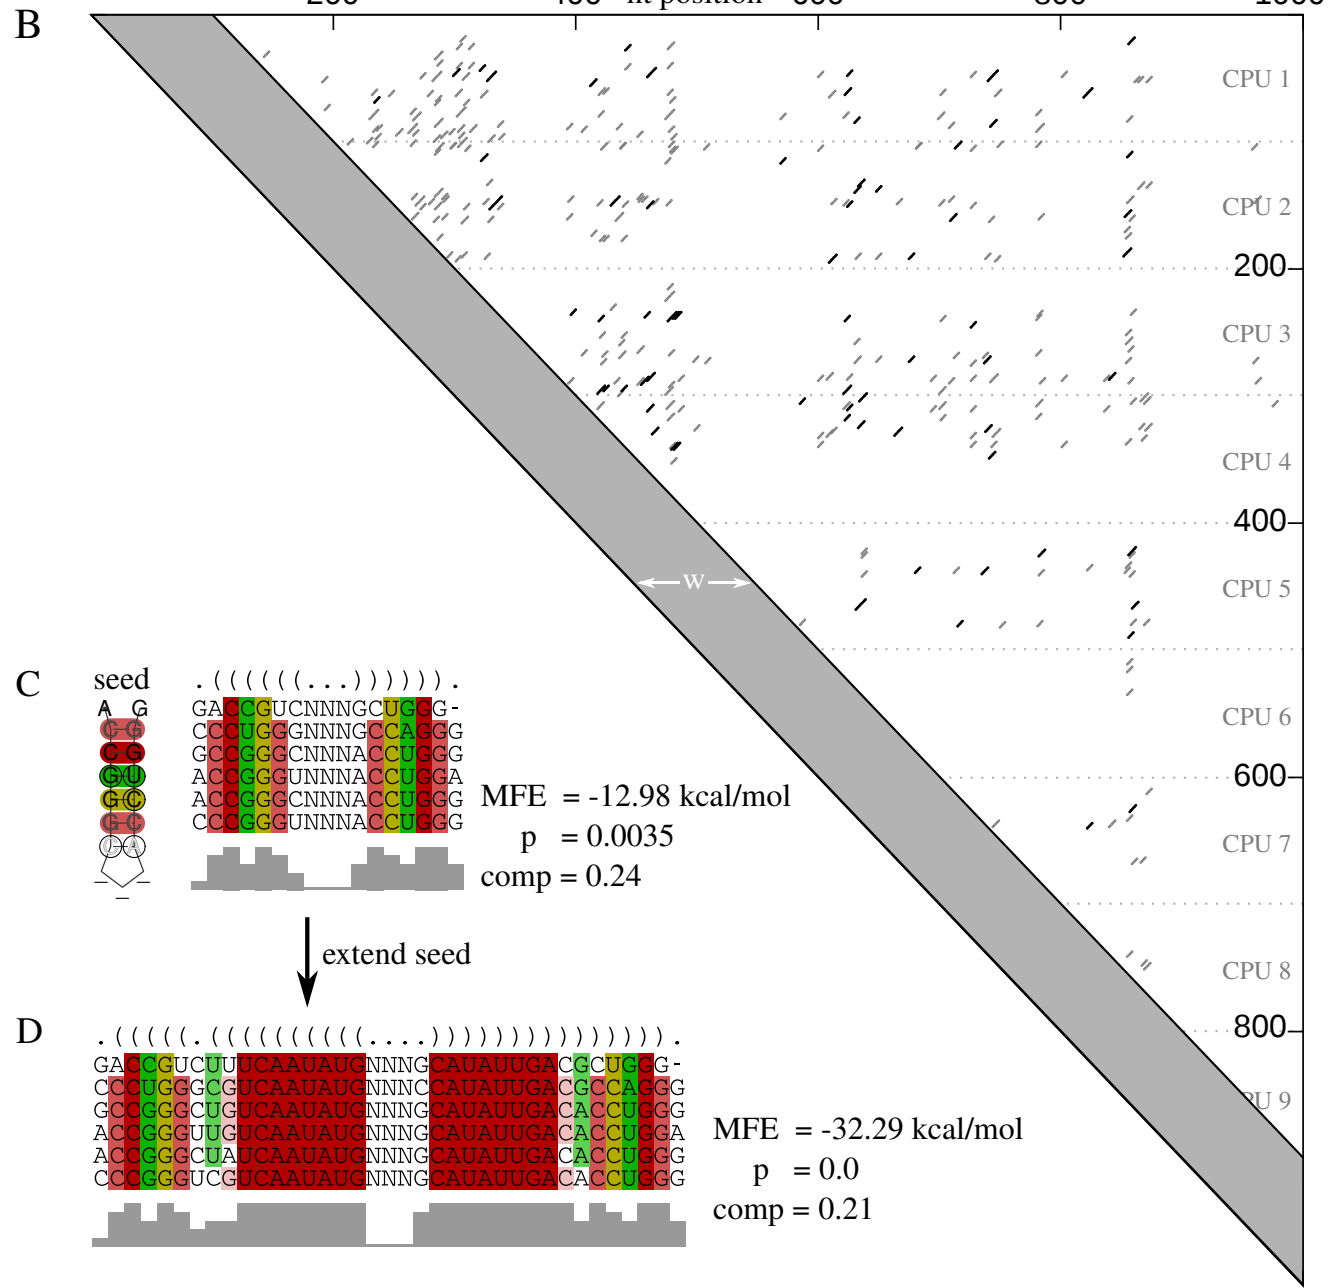 B
200 400 nt position 600 800 1000
CPU 1
CPU 2
200
CPU 3
CPU 4
400
w
CPU 5
CPU 6
600
CPU 7
CPU 8
800
PU 9
C
seed
A G
C G
C G
G U
G C
G C
U A
.((((((...)))))).
GACCGUCNNNGCUGGG-
CCCUGGGNNNGCCAGGG
GCCGGGCNNNACCUGGG
ACCGGGUNNNACCUGGA
ACCGGGCNNNACCUGGG
CCCGGGUNNNACCUGGG
MFE = -12.98 kcal/mol
p = 0.0035
comp = 0.24
extend seed
D
.(((((.((((((((((....)))))))))))))))).
GACCGUCUUUCAAUAUGNNNGCAUAUUGACGCUGGG-
CCCUGGGCGUCAAUAUGNNNCCAUAUUGACGCCAGGG
GCCGGGCUGUCAAUAUGNNNGCAUAUUGACACCUGGG
ACCGGGUUGUCAAUAUGNNNGCAUAUUGACACCUGGA
ACCGGGCUAUCAAUAUGNNNGCAUAUUGACACCUGGG
CCCGGGUCGUCAAUAUGNNNGCAUAUUGACACCUGGG
MFE = -32.29 kcal/mol
p = 0.0
comp = 0.21